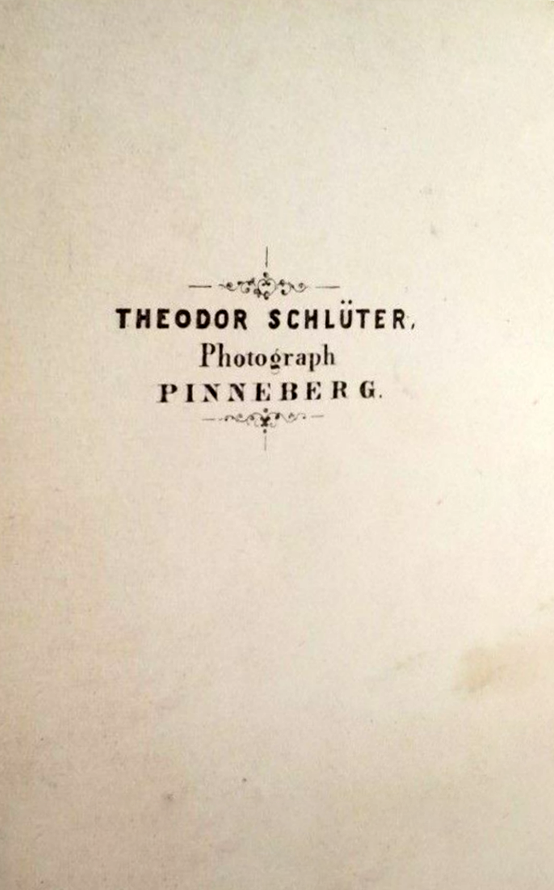 THEODOR SCHLÜTER,
Photograph
PINNEBERG.